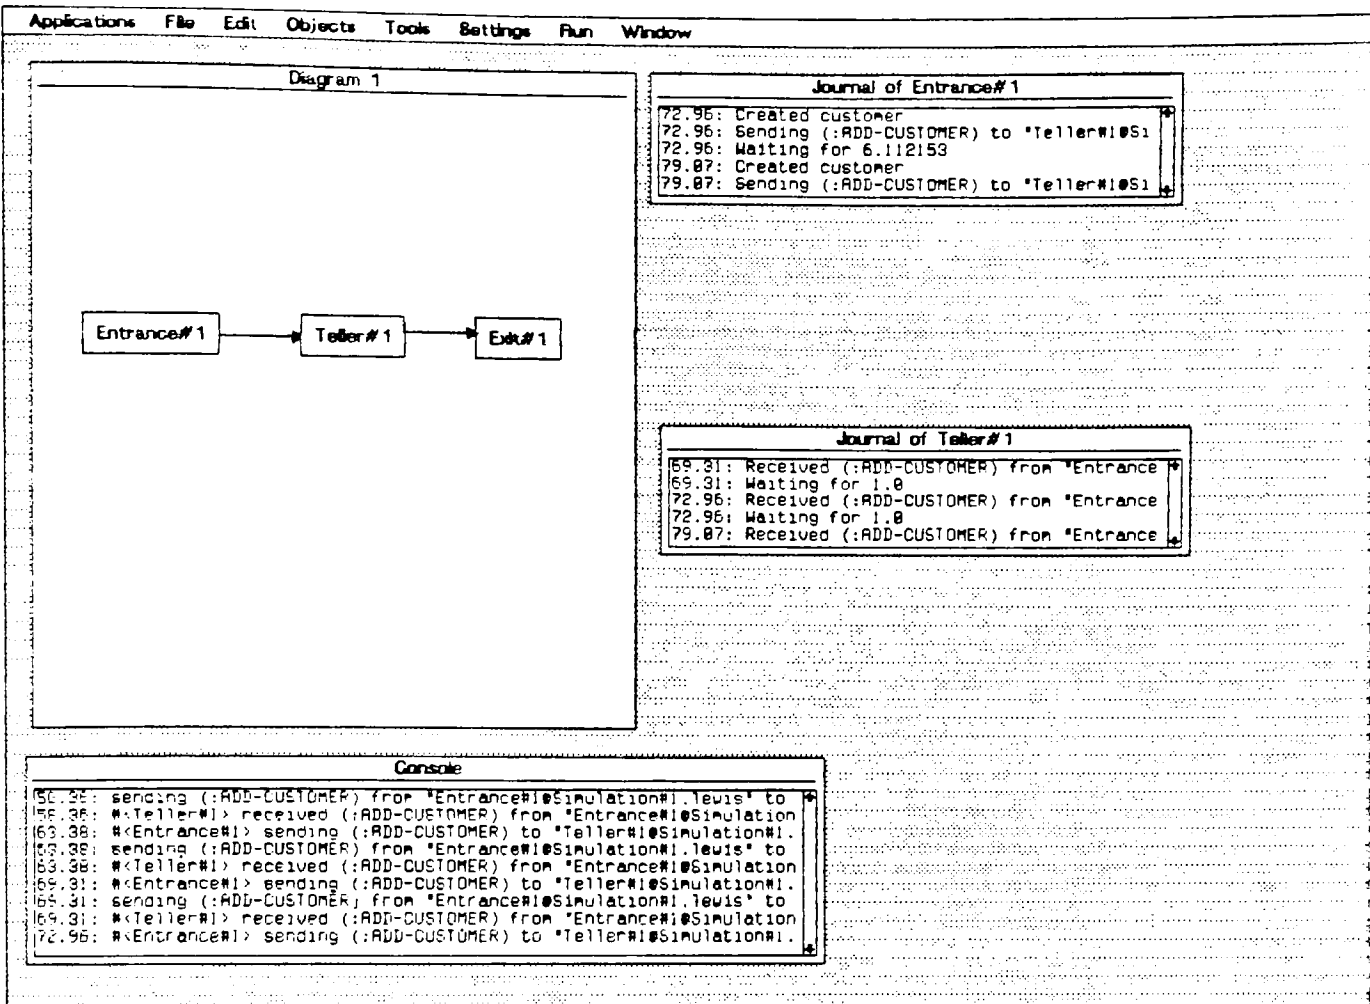 Applications File Edit Objects Tools Settings Run Window
Diagram 1
Entrance#1
Teller#1
Exit#1
Journal of Entrance#1
72.96: Created customer
72.96: Sending (:ADD-CUSTOMER) to "Teller#1@Si
72.96: Waiting for 6.112153
79.07: Created customer
79.07: Sending (:ADD-CUSTOMER) to "Teller#1@Si
Journal of Teller#1
69.31: Received (:ADD-CUSTOMER) from "Entrance
69.31: Waiting for 1.0
72.96: Received (:ADD-CUSTOMER) from "Entrance
72.96: Waiting for 1.0
79.07: Received (:ADD-CUSTOMER) from "Entrance
Console
sending (:ADD-CUSTOMER) from "Entrance#1@Simulation#1.lewis" to
#<Teller#1> received (:ADD-CUSTOMER) from "Entrance#1@Simulation
63.38: #<Entrance#1> sending (:ADD-CUSTOMER) to "Teller#1@Simulation#1.
63.38: sending (:ADD-CUSTOMER) from "Entrance#1@Simulation#1.lewis" to
63.38: #<Teller#1> received (:ADD-CUSTOMER) from "Entrance#1@Simulation
69.31: #<Entrance#1> sending (:ADD-CUSTOMER) to "Teller#1@Simulation#1.
69.31: sending (:ADD-CUSTOMER) from "Entrance#1@Simulation#1.lewis" to
69.31: #<Teller#1> received (:ADD-CUSTOMER) from "Entrance#1@Simulation
72.96: #<Entrance#1> sending (:ADD-CUSTOMER) to "Teller#1@Simulation#1.